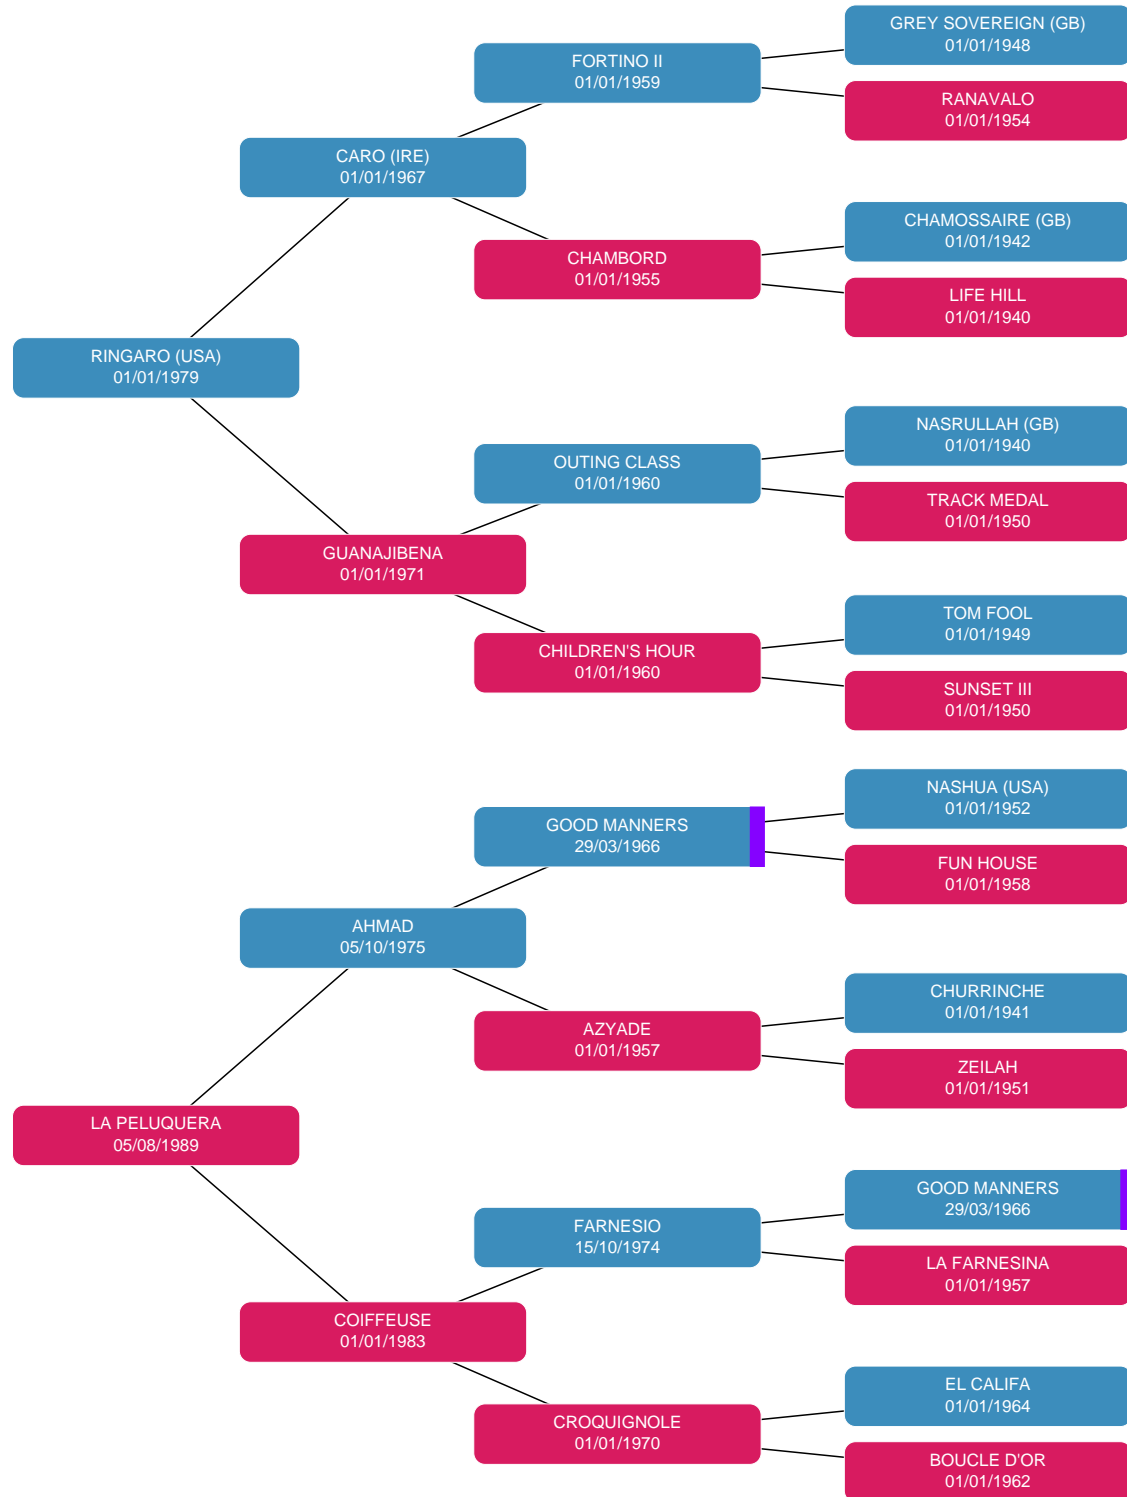 GREY SOVEREIGN (GB)
01/01/1948
FORTINO II
01/01/1959
RANAVALO
01/01/1954
CARO (IRE)
01/01/1967
CHAMOSSAIRE (GB)
01/01/1942
CHAMBORD
01/01/1955
LIFE HILL
01/01/1940
RINGARO (USA)
01/01/1979
NASRULLAH (GB)
01/01/1940
OUTING CLASS
01/01/1960
TRACK MEDAL
01/01/1950
GUANAJIBENA
01/01/1971
TOM FOOL
01/01/1949
CHILDREN'S HOUR
01/01/1960
SUNSET III
01/01/1950
NASHUA (USA)
01/01/1952
GOOD MANNERS
29/03/1966
FUN HOUSE
01/01/1958
AHMAD
05/10/1975
CHURRINCHE
01/01/1941
AZYADE
01/01/1957
ZEILAH
01/01/1951
LA PELUQUERA
05/08/1989
GOOD MANNERS
29/03/1966
FARNESIO
15/10/1974
LA FARNESINA
01/01/1957
COIFFEUSE
01/01/1983
EL CALIFA
01/01/1964
CROQUIGNOLE
01/01/1970
BOUCLE D'OR
01/01/1962